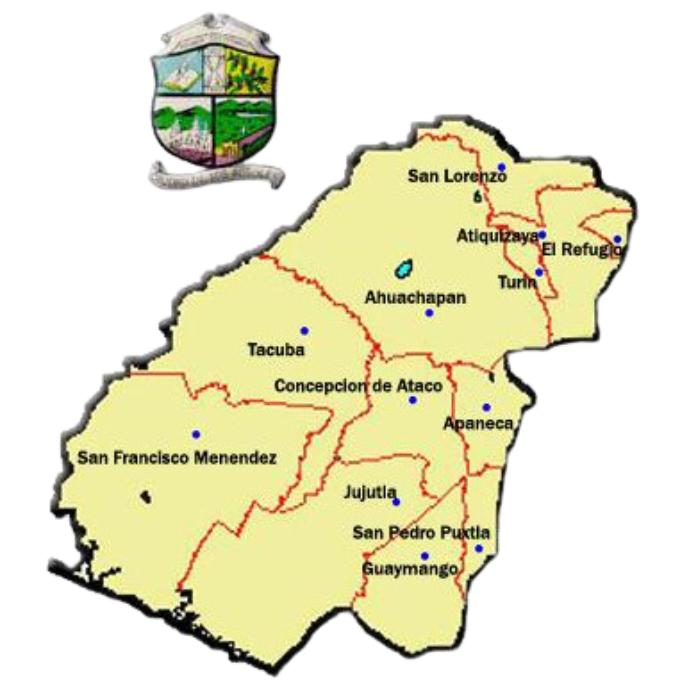 San Lorenzo
6
Atiquizaya
El Refugio
Turin
Ahuachapan
Tacuba
Concepcion de Ataco
Apaneca
San Francisco Menendez
Jujutla
San Pedro Puxtla
Guaymango